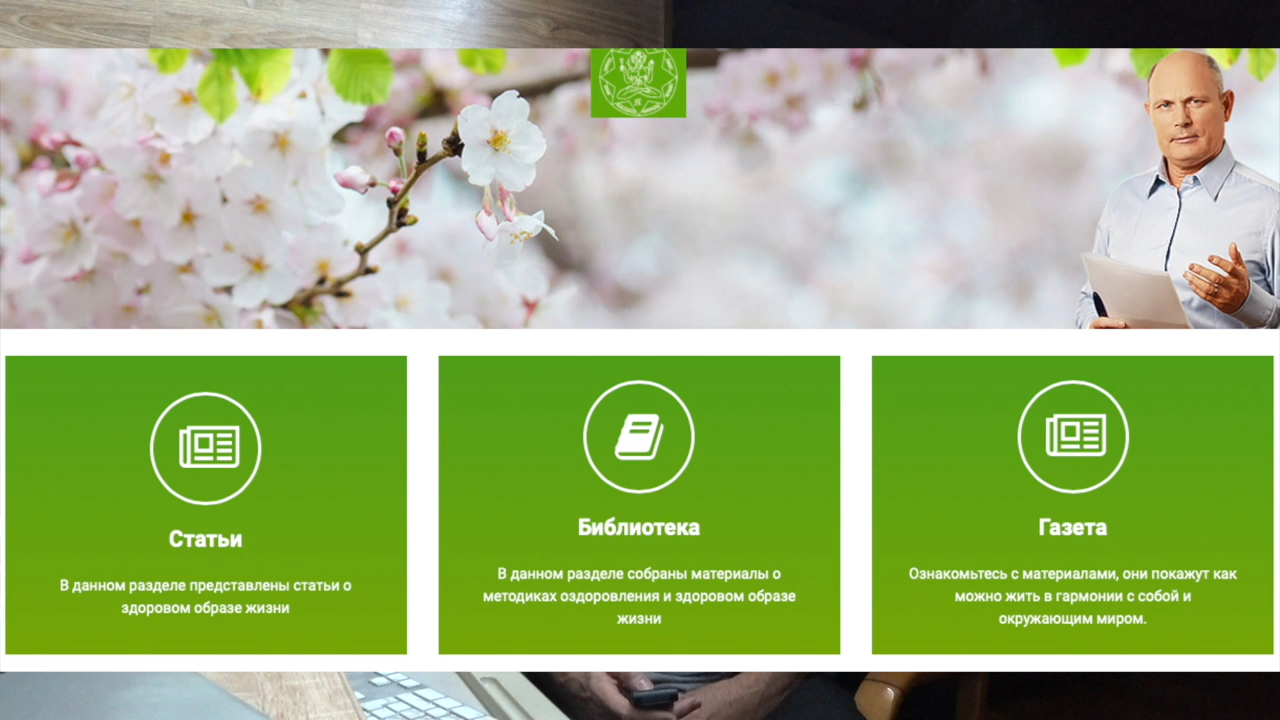 Статьи
В данном разделе представлены статьи о
здоровом образе жизни
Библиотека
В данном разделе собраны материалы о
методиках оздоровления и здоровом образе
жизни
Газета
Ознакомьтесь с материалами, они покажут как
можно жить в гармонии с собой и
окружающим миром.